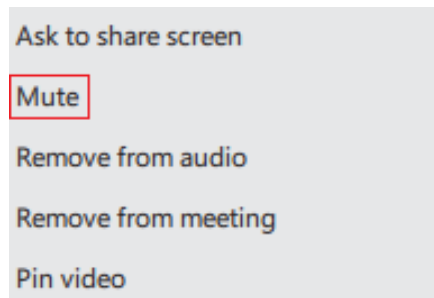 Ask to share screen
Mute
Remove from audio
Remove from meeting
Pin video